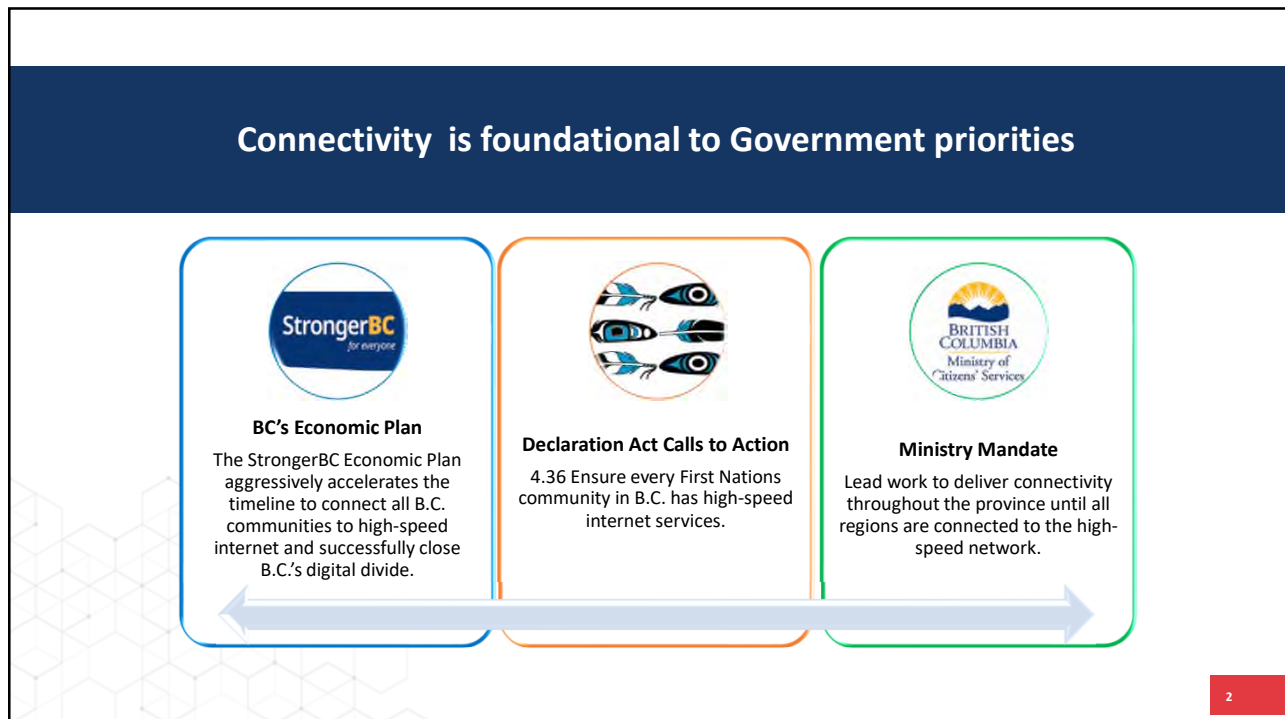 Connectivity  is foundational to Government priorities
StrongerBC
for everyone
BC’s Economic Plan
The StrongerBC Economic Plan
aggressively accelerates the
timeline to connect all B.C.
communities to high-speed
internet and successfully close
B.C.’s digital divide.
Declaration Act Calls to Action
4.36 Ensure every First Nations
community in B.C. has high-speed
internet services.
BRITISH
COLUMBIA
Ministry of
Citizens’ Services
Ministry Mandate
Lead work to deliver connectivity
throughout the province until all
regions are connected to the high-
speed network.
2